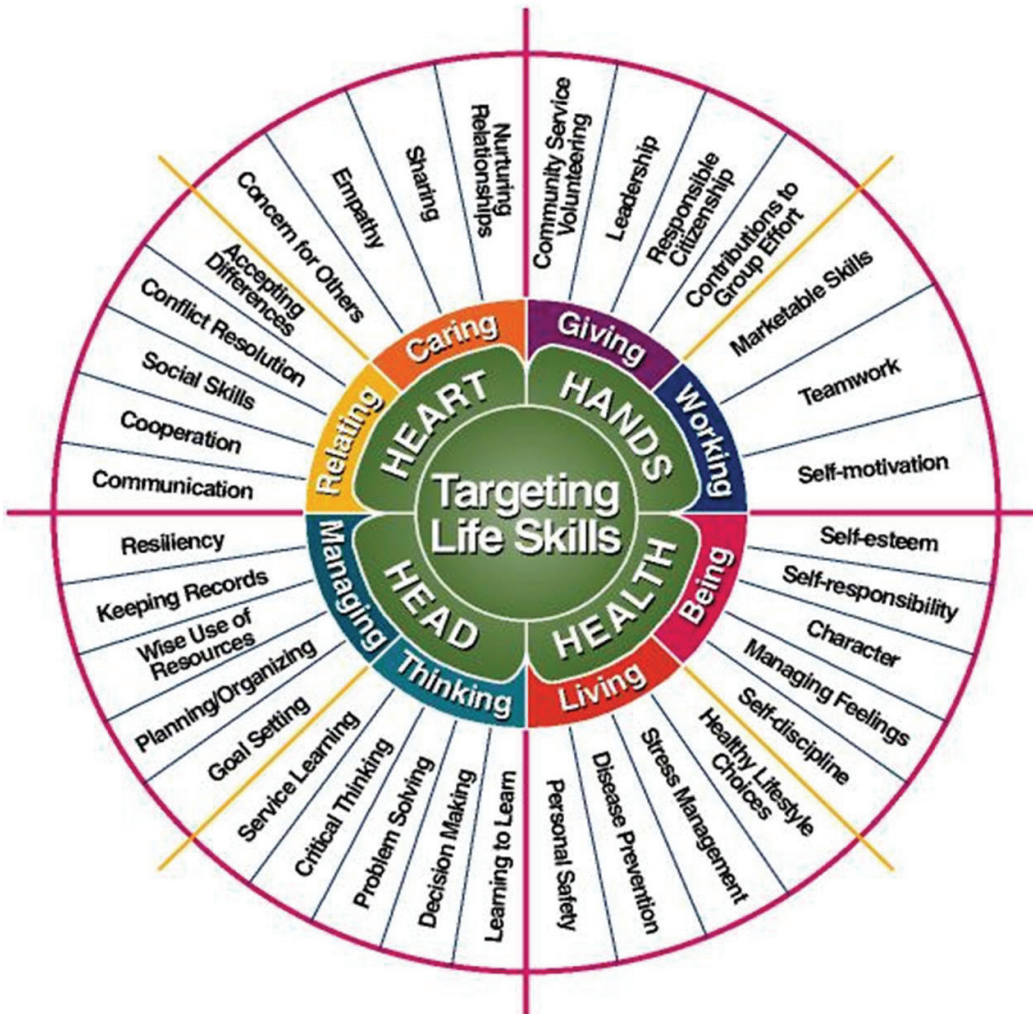 Targeting
Life Skills
HEART
HANDS
HEALTH
HEAD
Caring
Giving
Working
Being
Living
Thinking
Managing
Relating
Nurturing
Relationships
Sharing
Empathy
Concern for Others
Accepting
Differences
Conflict Resolution
Social Skills
Cooperation
Communication
Community Service
Volunteering
Leadership
Responsible
Citizenship
Contributions to
Group Effort
Marketable Skills
Teamwork
Self-motivation
Self-esteem
Self-responsibility
Character
Managing Feelings
Self-discipline
Healthy Lifestyle
Choices
Stress Management
Disease Prevention
Personal Safety
Learning to Learn
Decision Making
Problem Solving
Critical Thinking
Service Learning
Goal Setting
Planning/Organizing
Wise Use of
Resources
Keeping Records
Resiliency